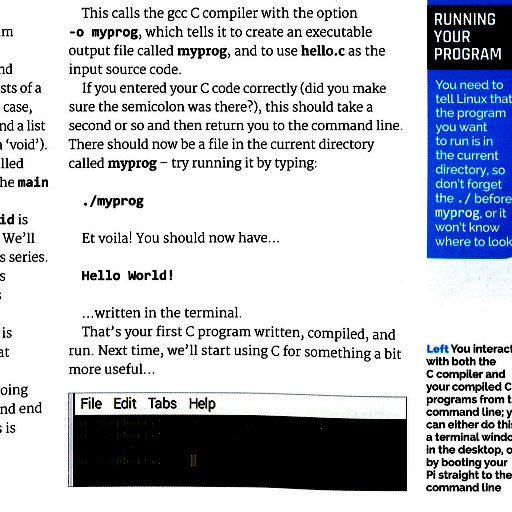 This calls the gcc C compiler with the option
-o myprog, which tells it to create an executable
output file called myprog, and to use hello.c as the
input source code.
If you entered your C code correctly (did you make
sure the semicolon was there?), this should take a
second or so and then return you to the command line.
There should now be a file in the current directory
called myprog – try running it by typing:
./myprog
Et voila! You should now have...
Hello World!
...written in the terminal.
That's your first C program written, compiled, and
run. Next time, we'll start using C for something a bit
more useful...
File Edit Tabs Help
sts of a
case,
nd a list
'void').
lled
he main
id is
We'll
s series.
is
at
oing
nd end
is
RUNNING
YOUR
PROGRAM
You need to
tell Linux that
the program
you want
to run is in
the current
directory, so
don't forget
the ./ before
myprog, or it
won't know
where to look
Left You interact
with both the
C compiler and
your compiled C
programs from t
command line; y
can either do this
a terminal windo
in the desktop, o
by booting your
Pi straight to the
command line